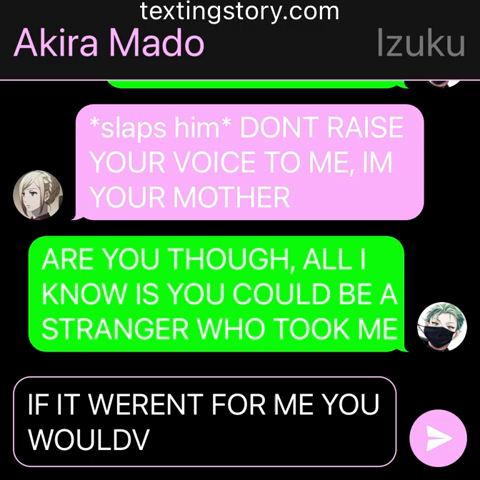 textingstory.com
Akira Mado
Izuku
*slaps him* DONT RAISE
YOUR VOICE TO ME, IM
YOUR MOTHER
ARE YOU THOUGH, ALL I
KNOW IS YOU COULD BE A
STRANGER WHO TOOK ME
IF IT WERENT FOR ME YOU
WOULDV